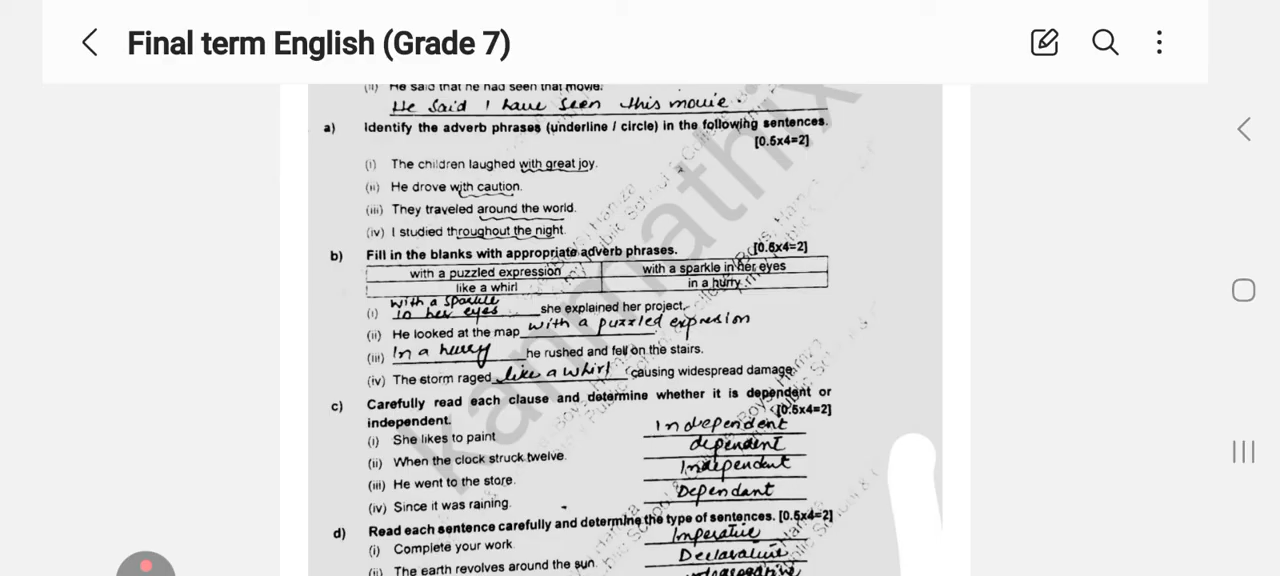 Final term English (Grade 7)
(ii) He said that he had seen that movie.
He said I have seen this movie.
a) Identify the adverb phrases (underline / circle) in the following sentences.
[0.5x4=2]
(i) The children laughed with great joy.
(ii) He drove with caution.
(iii) They traveled around the world.
(iv) I studied throughout the night.
b) Fill in the blanks with appropriate adverb phrases. [0.5x4=2]
with a puzzled expression with a sparkle in her eyes
like a whirl in a hurry
with a sparkle
(i) in her eyes she explained her project.
(ii) He looked at the map with a puzzled expresion
(iii) In a hurry he rushed and fell on the stairs.
(iv) The storm raged like a whirl causing widespread damage.
c) Carefully read each clause and determine whether it is dependent or
independent. [0.5x4=2]
(i) She likes to paint Independent
(ii) When the clock struck twelve. dependent
(iii) He went to the store. Independent
(iv) Since it was raining. Dependant
d) Read each sentence carefully and determine the type of sentences. [0.5x4=2]
(i) Complete your work. Imperative
(ii) The earth revolves around the sun. Declarative
kanmathix